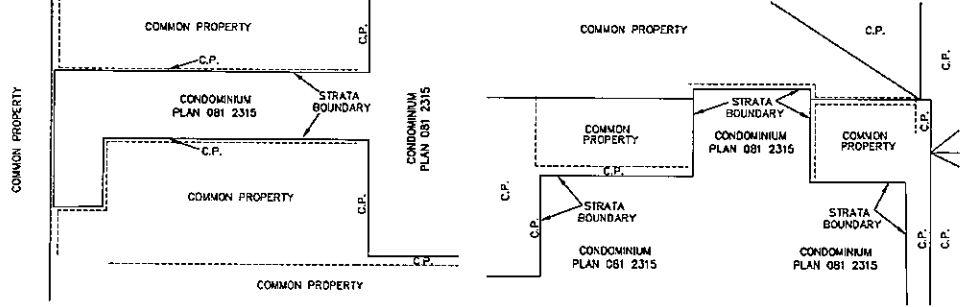 COMMON PROPERTY
C.P.
C.P.
COMMON PROPERTY
CONDOMINIUM
PLAN 081 2315
STRATA
BOUNDARY
CONDOMINIUM
PLAN 081 2315
C.P.
COMMON PROPERTY
C.P.
C.P.
COMMON PROPERTY
COMMON PROPERTY
C.P.
C.P.
STRATA
BOUNDARY
COMMON
PROPERTY
CONDOMINIUM
PLAN 081 2315
COMMON
PROPERTY
C.P.
C.P.
C.P.
STRATA
BOUNDARY
STRATA
BOUNDARY
C.P.
C.P.
C.P.
CONDOMINIUM
PLAN 081 2315
CONDOMINIUM
PLAN 081 2315